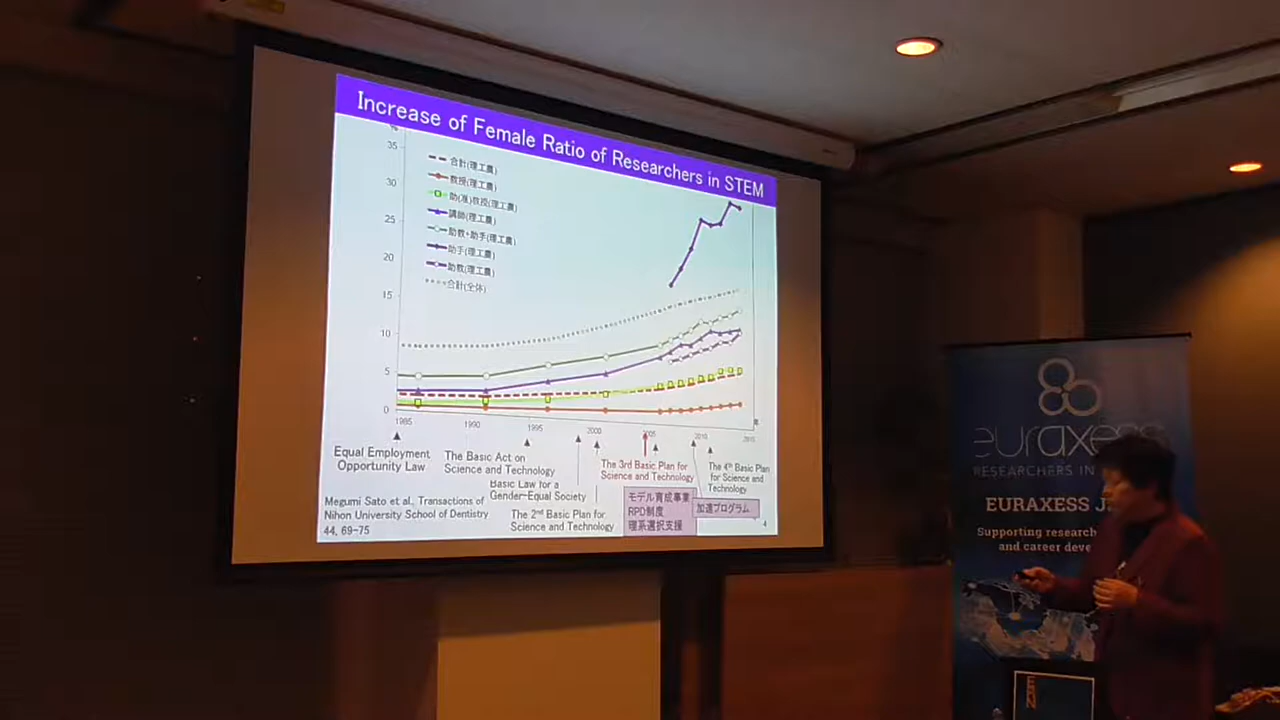 Increase of Female Ratio of Researchers in STEM
%
35
30
25
20
15
10
5
0
合計(理工農)
教授(理工農)
助(准)教授(理工農)
講師(理工農)
助教+助手(理工農)
助手(理工農)
助教(理工農)
合計(全体)
1985
1990
1995
2000
2005
2010
2015
年
Equal Employment
Opportunity Law
The Basic Act on
Science and Technology
Basic Law for a
Gender-Equal Society
The 2nd Basic Plan for
Science and Technology
The 3rd Basic Plan for
Science and Technology
The 4th Basic Plan
for Science and
Technology
モデル育成事業
RPD制度
理系選択支援
加速プログラム
Megumi Sato et al., Transactions of
Nihon University School of Dentistry
44, 69-75
4
euraxess
RESEARCHERS IN
EURAXESS J
Supporting research
and career deve